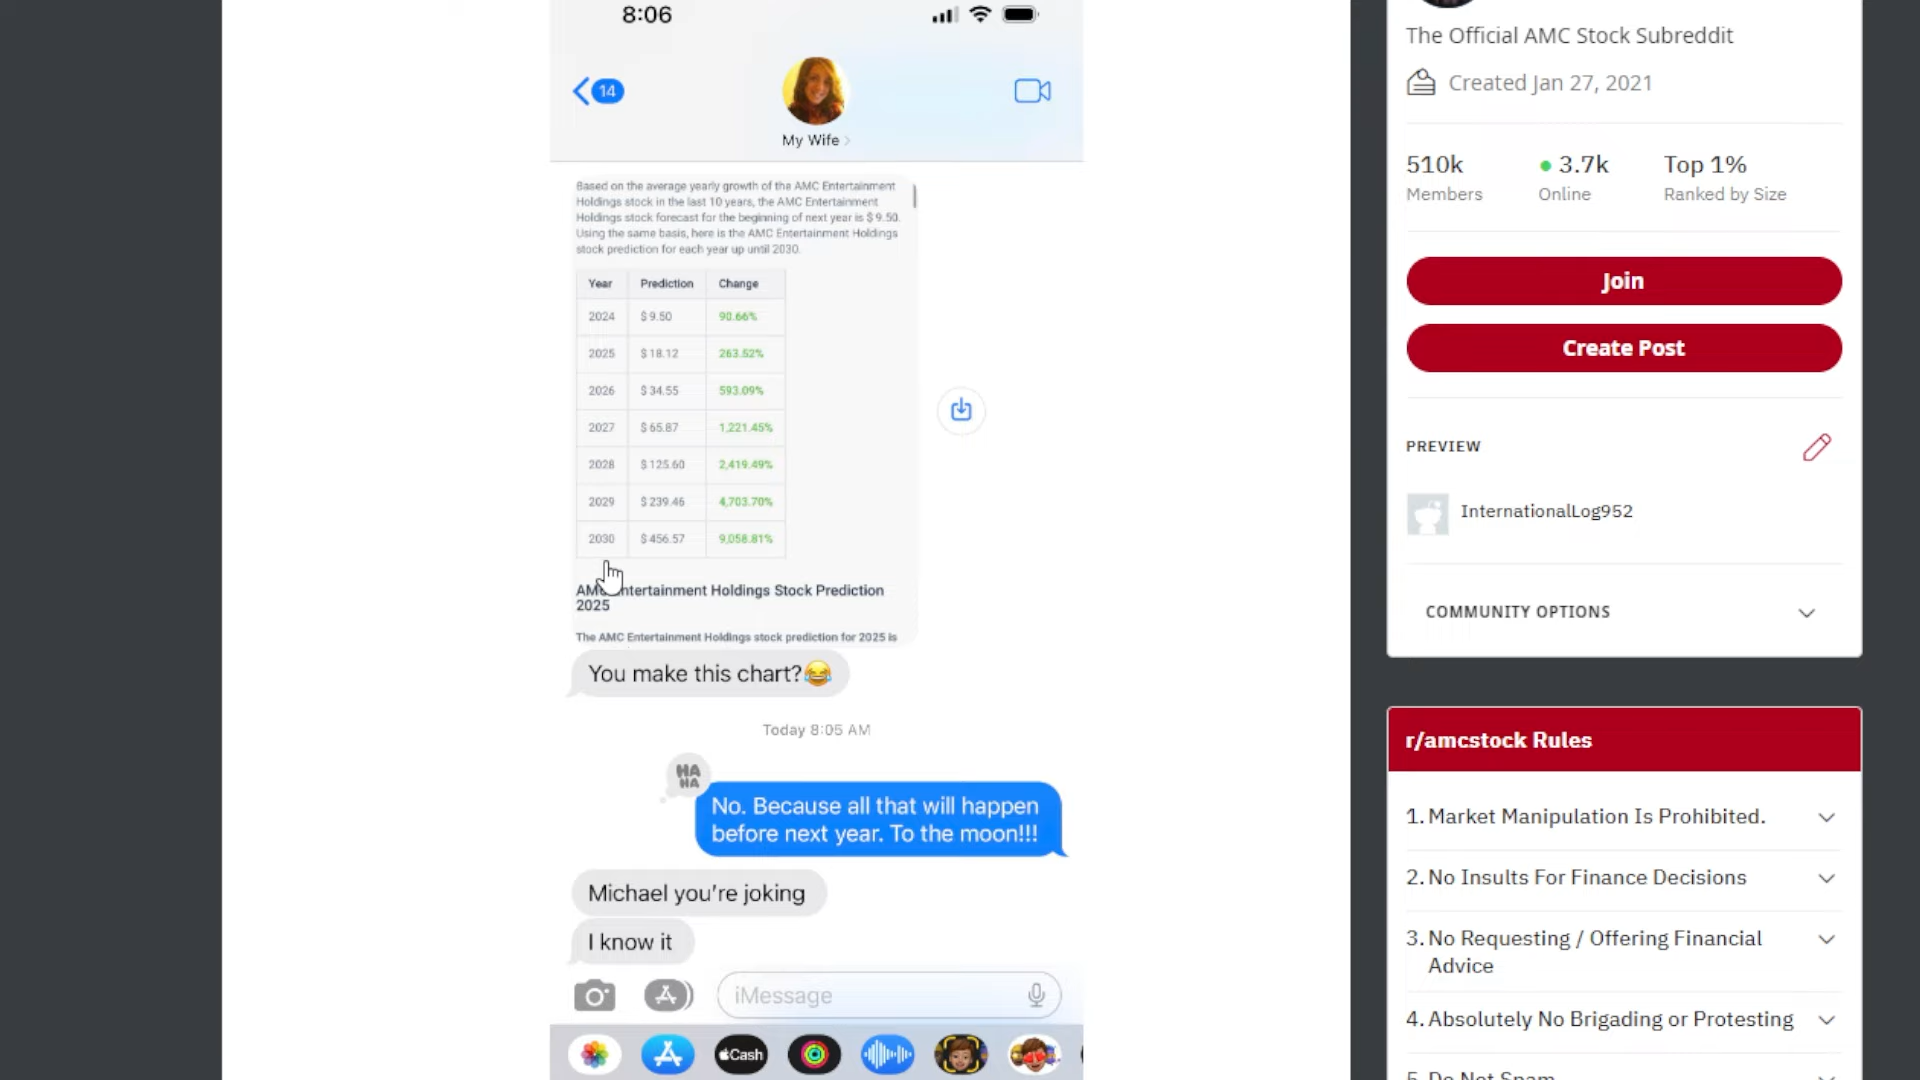 8:06
14
My Wife
Based on the average yearly growth of the AMC Entertainment
Holdings stock in the last 10 years, the AMC Entertainment
Holdings stock forecast for the beginning of next year is $ 9.50.
Using the same basis, here is the AMC Entertainment Holdings
stock prediction for each year up until 2030.
Year Prediction Change
2024 $ 9.50 90.66%
2025 $ 18.12 263.52%
2026 $ 34.55 593.09%
2027 $ 65.87 1,221.45%
2028 $ 125.60 2,419.49%
2029 $ 239.46 4,703.70%
2030 $ 456.57 9,058.81%
AMC Entertainment Holdings Stock Prediction
2025
The AMC Entertainment Holdings stock prediction for 2025 is
You make this chart?😂
Today 8:05 AM
HA
HA
No. Because all that will happen
before next year. To the moon!!!
Michael you're joking
I know it
iMessage
Cash
The Official AMC Stock Subreddit
Created Jan 27, 2021
510k 3.7k Top 1%
Members Online Ranked by Size
Join
Create Post
PREVIEW
InternationalLog952
COMMUNITY OPTIONS
r/amcstock Rules
1. Market Manipulation Is Prohibited.
2. No Insults For Finance Decisions
3. No Requesting / Offering Financial
Advice
4. Absolutely No Brigading or Protesting
5. Do Not Spam